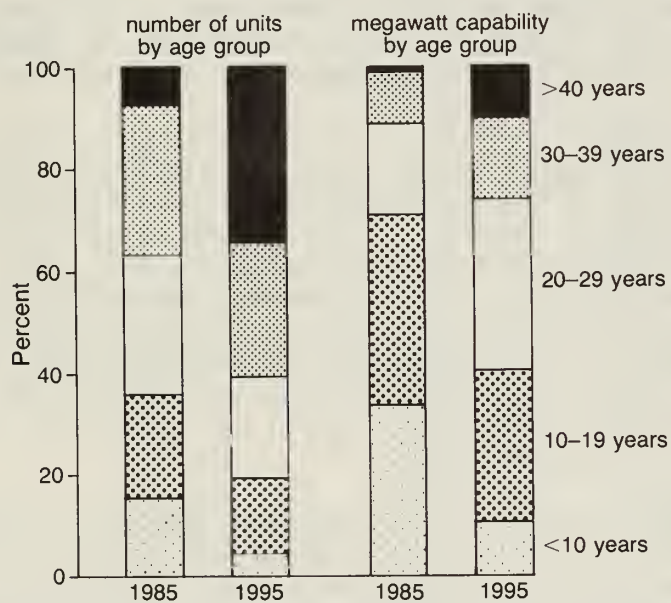 number of units
by age group
megawatt capability
by age group
100
80
60
40
20
0
Percent
>40 years
30–39 years
20–29 years
10–19 years
<10 years
1985
1995
1985
1995